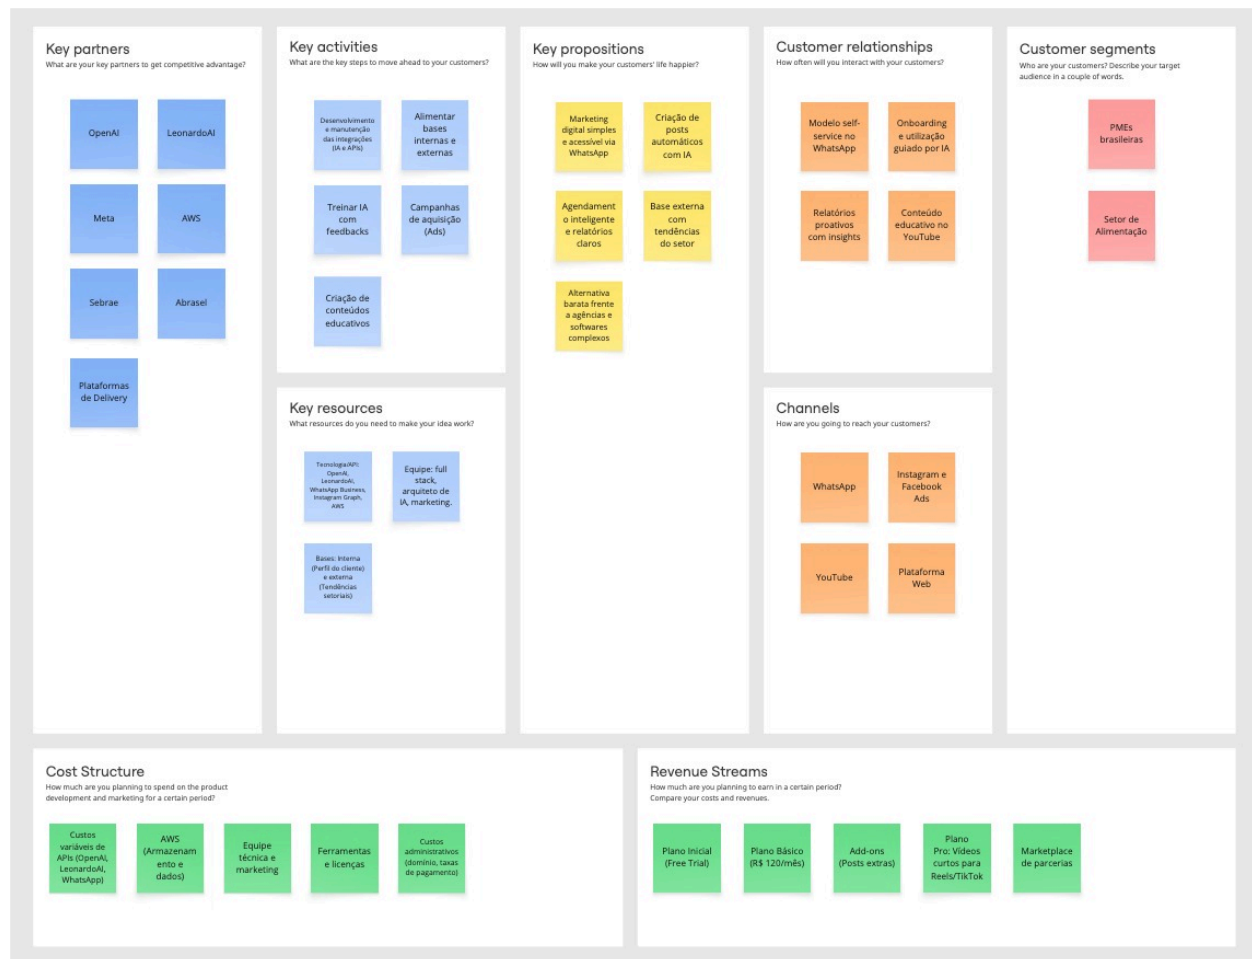 Key partners
What are your key partners to get competitive advantage?
OpenAI
LeonardoAI
Meta
AWS
Sebrae
Abrasel
Plataformas
de Delivery
Key activities
What are the key steps to move ahead to your customers?
Desenvolvimento
e manutenção
das integrações
(IA e APIs)
Alimentar
bases
internas e
externas
Treinar IA
com
feedbacks
Campanhas
de aquisição
(Ads)
Criação de
conteúdos
educativos
Key resources
What resources do you need to make your idea work?
Tecnologia/API:
OpenAI,
LeonardoAI,
WhatsApp Business,
Instagram Graph,
AWS
Equipe: full
stack,
arquiteto de
IA, marketing.
Bases: Interna
(Perfil do cliente)
e externa
(Tendências
setoriais)
Key propositions
How will you make your customers' life happier?
Marketing
digital simples
e acessível via
WhatsApp
Criação de
posts
automáticos
com IA
Agendament
o inteligente
e relatórios
claros
Base externa
com
tendências
do setor
Alternativa
barata frente
a agências e
softwares
complexos
Customer relationships
How often will you interact with your customers?
Modelo self-
service no
WhatsApp
Onboarding
e utilização
guiado por IA
Relatórios
proativos
com insights
Conteúdo
educativo no
YouTube
Channels
How are you going to reach your customers?
WhatsApp
Instagram e
Facebook
Ads
YouTube
Plataforma
Web
Customer segments
Who are your customers? Describe your target
audience in a couple of words.
PMEs
brasileiras
Setor de
Alimentação
Cost Structure
How much are you planning to spend on the product
development and marketing for a certain period?
Custos
variáveis de
APIs (OpenAI,
LeonardoAI,
WhatsApp)
AWS
(Armazenam
ento e
dados)
Equipe
técnica e
marketing
Ferramentas
e licenças
Custos
administrativos
(domínio, taxas
de pagamento)
Revenue Streams
How much are you planning to earn in a certain period?
Compare your costs and revenues.
Plano Inicial
(Free Trial)
Plano Básico
(R$ 120/mês)
Add-ons
(Posts extras)
Plano
Pro: Vídeos
curtos para
Reels/TikTok
Marketplace
de parcerias